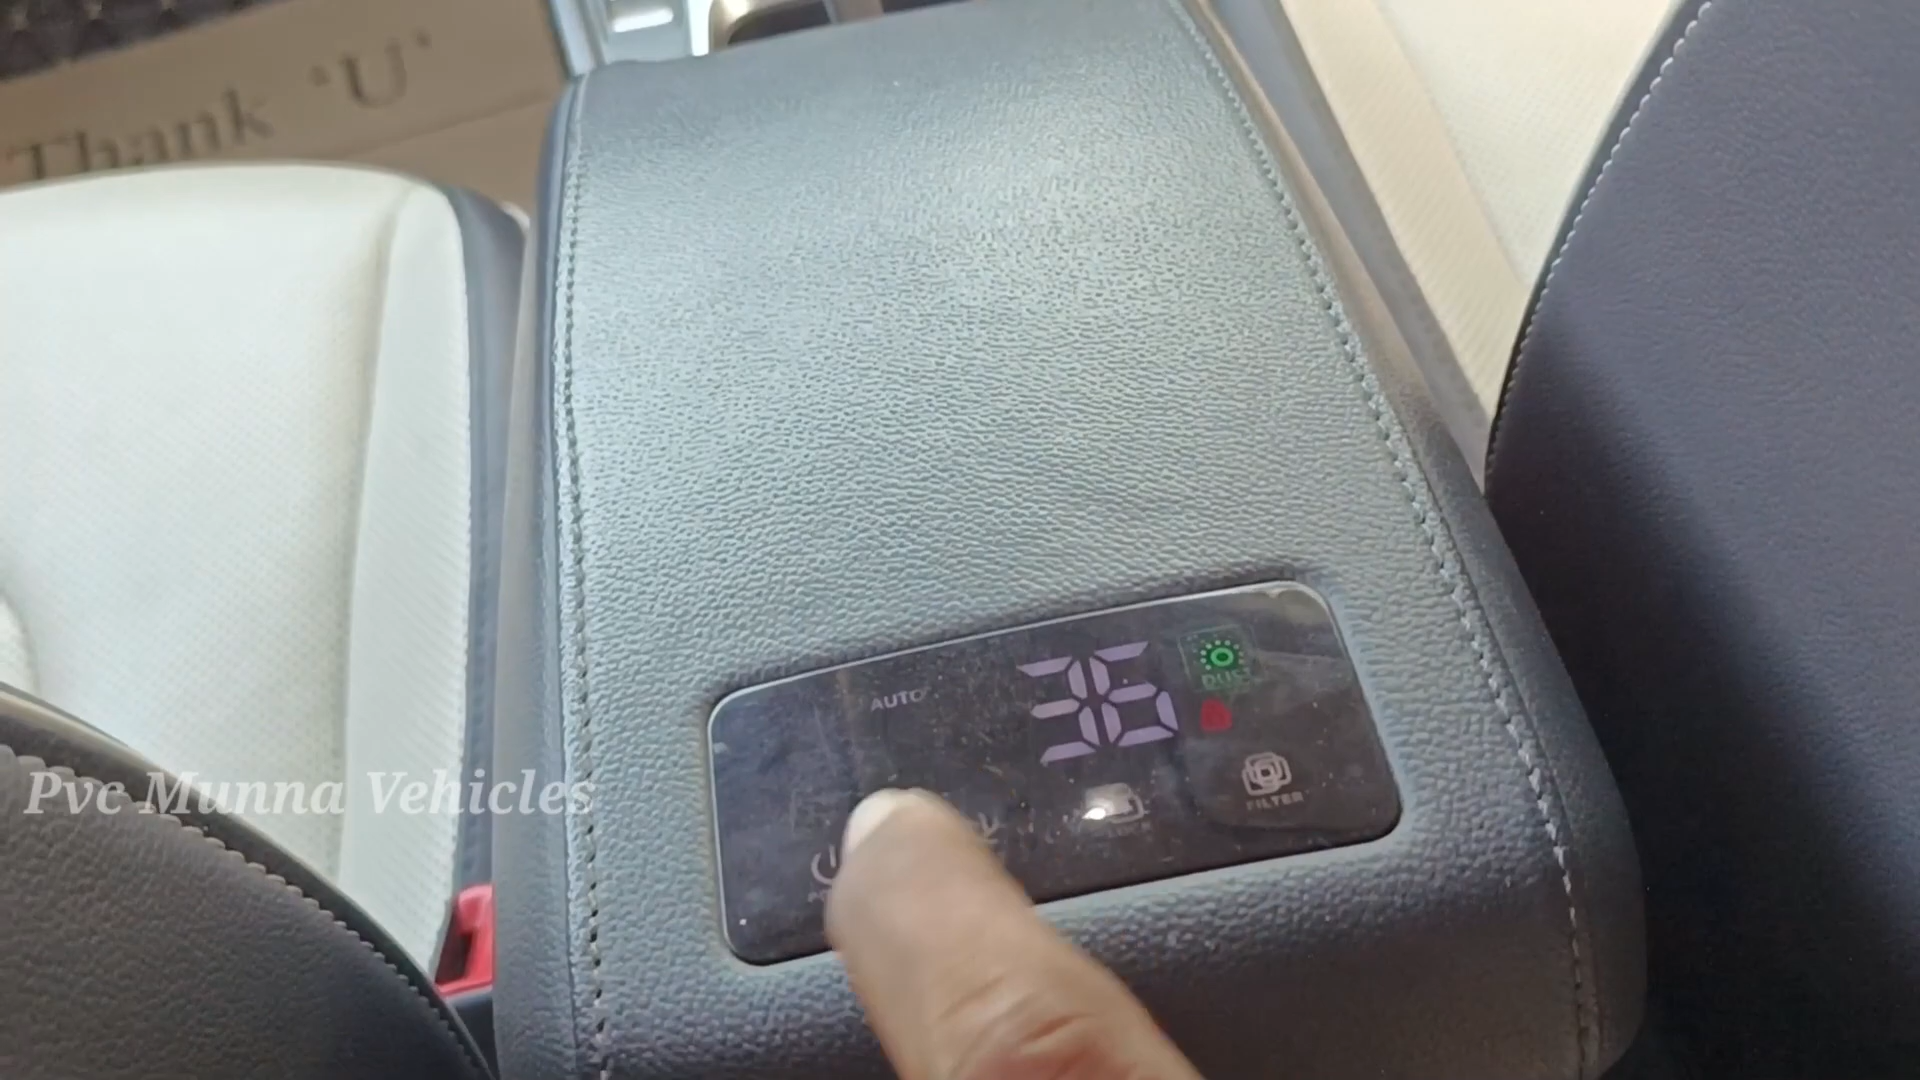 Thank 'U'
AUTO
36
DUST
FILTER
Pvc Munna Vehicles